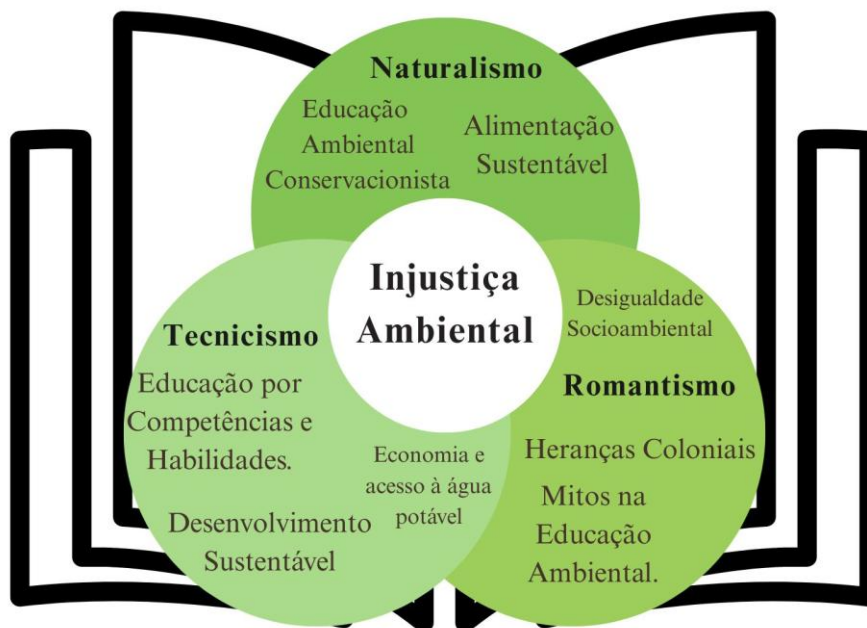 Naturalismo
Educação
Ambiental
Conservacionista
Alimentação
Sustentável
Injustiça
Ambiental
Tecnicismo
Educação por
Competências e
Habilidades.
Desenvolvimento
Sustentável
Economia e
acesso à água
potável
Desigualdade
Socioambiental
Romantismo
Heranças Coloniais
Mitos na
Educação
Ambiental.